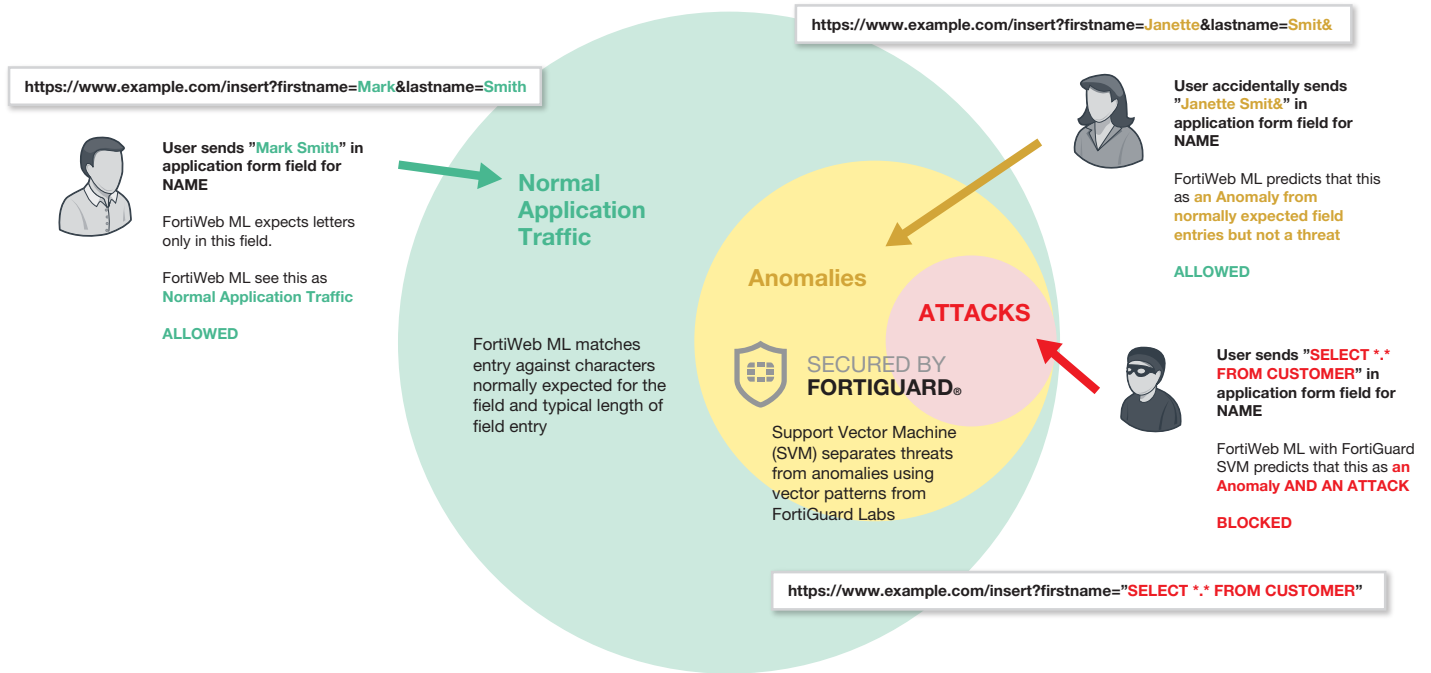 https://www.example.com/insert?firstname=Janette&lastname=Smit&
https://www.example.com/insert?firstname=Mark&lastname=Smith
User sends ”Mark Smith” in
application form field for
NAME
FortiWeb ML expects letters
only in this field.
FortiWeb ML see this as
Normal Application Traffic
ALLOWED
Normal
Application
Traffic
FortiWeb ML matches
entry against characters
normally expected for the
field and typical length of
field entry
Anomalies
ATTACKS
SECURED BY
FORTIGUARD®
Support Vector Machine
(SVM) separates threats
from anomalies using
vector patterns from
FortiGuard Labs
User accidentally sends
”Janette Smit&” in
application form field for
NAME
FortiWeb ML predicts that this
as an Anomaly from
normally expected field
entries but not a threat
ALLOWED
User sends ”SELECT *.*
FROM CUSTOMER” in
application form field for
NAME
FortiWeb ML with FortiGuard
SVM predicts that this as an
Anomaly AND AN ATTACK
BLOCKED
https://www.example.com/insert?firstname=”SELECT *.* FROM CUSTOMER”